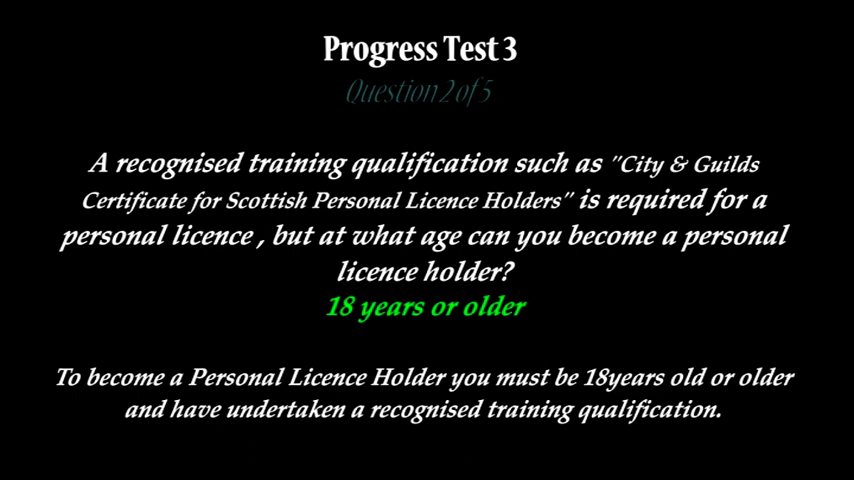 Progress Test 3
Question 2 of 5
A recognised training qualification such as "City & Guilds
Certificate for Scottish Personal Licence Holders" is required for a
personal licence , but at what age can you become a personal
licence holder?
18 years or older
To become a Personal Licence Holder you must be 18years old or older
and have undertaken a recognised training qualification.